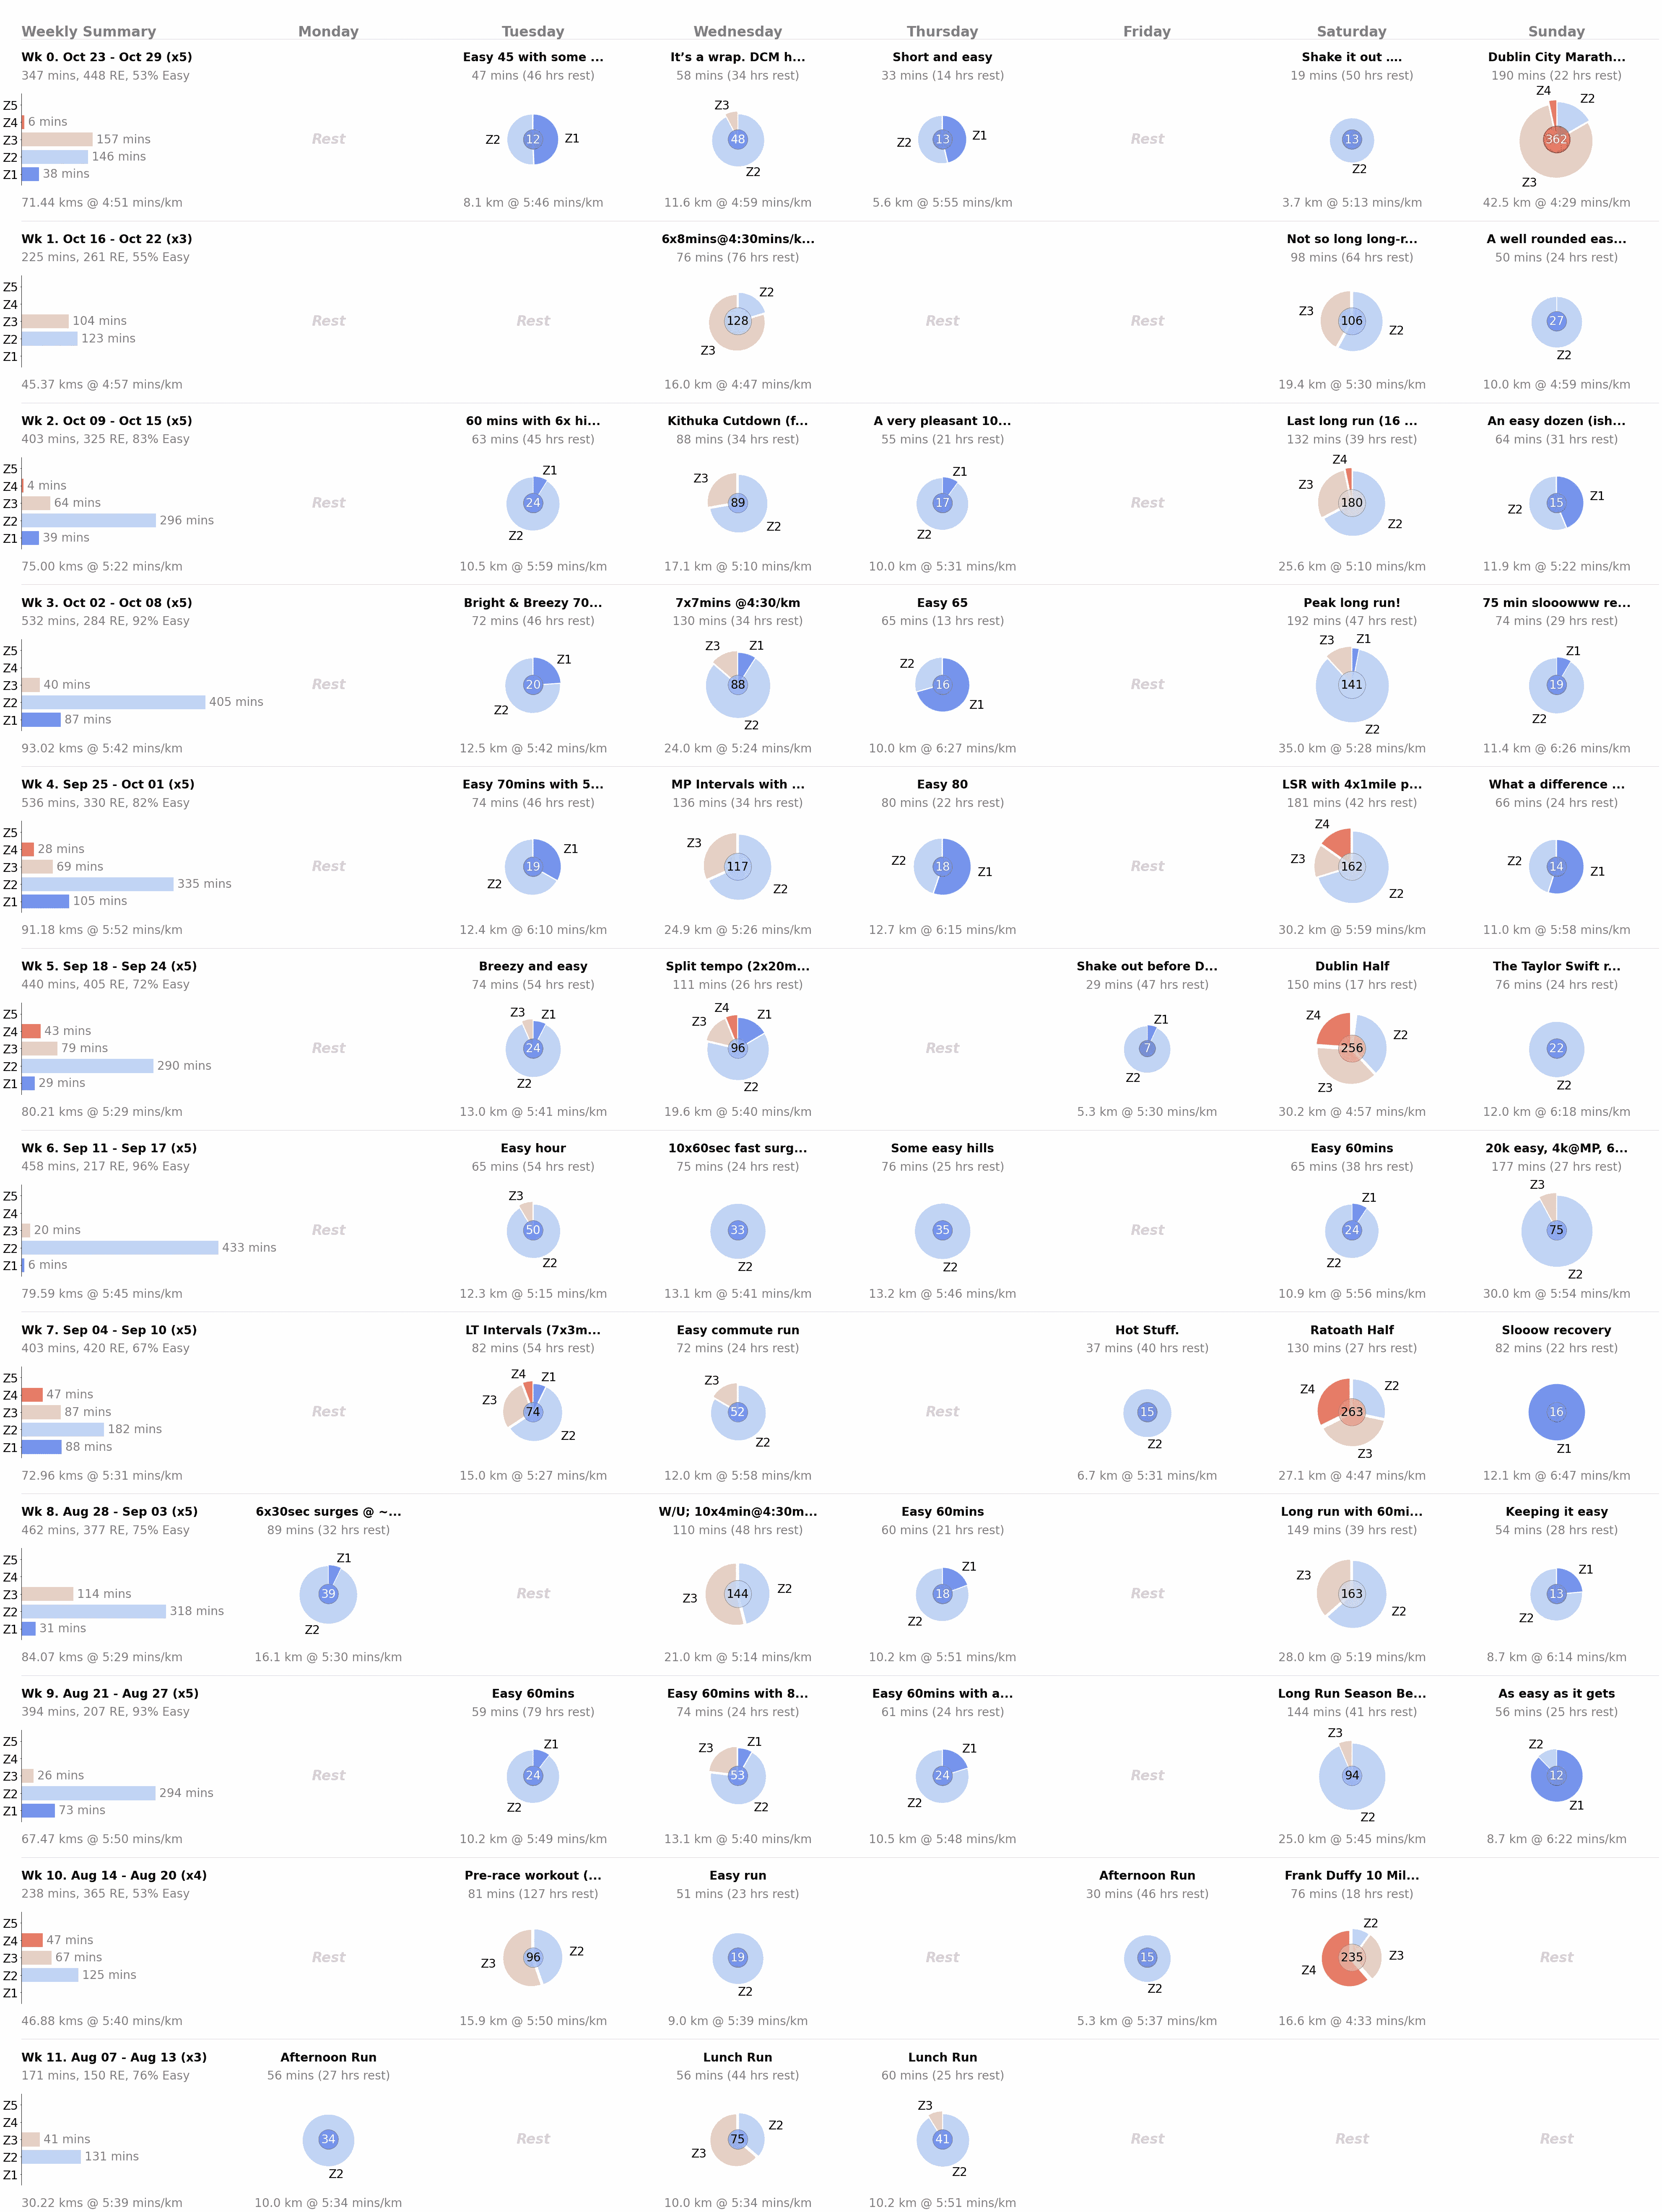 Weekly Summary Monday Tuesday Wednesday Thursday Friday Saturday Sunday
Wk 0. Oct 23 - Oct 29 (x5) Easy 45 with some ... It’s a wrap. DCM h... Short and easy Shake it out .... Dublin City Marath...
347 mins, 448 RE, 53% Easy 47 mins (46 hrs rest) 58 mins (34 hrs rest) 33 mins (14 hrs rest) 19 mins (50 hrs rest) 190 mins (22 hrs rest)
Z4 Z2
Z5 Z3
Z4 6 mins
Z3 157 mins Rest Z2 12 Z1 48 Z2 13 Z1 Rest 13 362
Z2 146 mins
Z1 38 mins Z2 Z2 Z3
71.44 kms @ 4:51 mins/km 8.1 km @ 5:46 mins/km 11.6 km @ 4:59 mins/km 5.6 km @ 5:55 mins/km 3.7 km @ 5:13 mins/km 42.5 km @ 4:29 mins/km
Wk 1. Oct 16 - Oct 22 (x3) 6x8mins@4:30mins/k... Not so long long-r... A well rounded eas...
225 mins, 261 RE, 55% Easy 76 mins (76 hrs rest) 98 mins (64 hrs rest) 50 mins (24 hrs rest)
Z5 Z2
Z4 Z3
Z3 104 mins Rest Rest 128 Rest Rest 106 Z2 27
Z2 123 mins Z3
Z1 Z2
45.37 kms @ 4:57 mins/km 16.0 km @ 4:47 mins/km 19.4 km @ 5:30 mins/km 10.0 km @ 4:59 mins/km
Wk 2. Oct 09 - Oct 15 (x5) 60 mins with 6x hi... Kithuka Cutdown (f... A very pleasant 10... Last long run (16 ... An easy dozen (ish...
403 mins, 325 RE, 83% Easy 63 mins (45 hrs rest) 88 mins (34 hrs rest) 55 mins (21 hrs rest) 132 mins (39 hrs rest) 64 mins (31 hrs rest)
Z5 Z1 Z3 Z1 Z4
Z4 4 mins Z3
Z3 64 mins Rest 24 89 17 Rest 180 Z2 15 Z1
Z2 296 mins Z2 Z2
Z1 39 mins Z2 Z2
75.00 kms @ 5:22 mins/km 10.5 km @ 5:59 mins/km 17.1 km @ 5:10 mins/km 10.0 km @ 5:31 mins/km 25.6 km @ 5:10 mins/km 11.9 km @ 5:22 mins/km
Wk 3. Oct 02 - Oct 08 (x5) Bright & Breezy 70... 7x7mins @4:30/km Easy 65 Peak long run! 75 min slooowww re...
532 mins, 284 RE, 92% Easy 72 mins (46 hrs rest) 130 mins (34 hrs rest) 65 mins (13 hrs rest) 192 mins (47 hrs rest) 74 mins (29 hrs rest)
Z5 Z1 Z3 Z1 Z2 Z3 Z1 Z1
Z4
Z3 40 mins Rest 20 88 16 Rest 141 19
Z2 405 mins Z2 Z1
Z1 87 mins Z2 Z2 Z2
93.02 kms @ 5:42 mins/km 12.5 km @ 5:42 mins/km 24.0 km @ 5:24 mins/km 10.0 km @ 6:27 mins/km 35.0 km @ 5:28 mins/km 11.4 km @ 6:26 mins/km
Wk 4. Sep 25 - Oct 01 (x5) Easy 70mins with 5... MP Intervals with ... Easy 80 LSR with 4x1mile p... What a difference ...
536 mins, 330 RE, 82% Easy 74 mins (46 hrs rest) 136 mins (34 hrs rest) 80 mins (22 hrs rest) 181 mins (42 hrs rest) 66 mins (24 hrs rest)
Z5 Z4
Z4 28 mins Z1 Z3
Z3 69 mins Rest 19 117 Z2 18 Z1 Rest Z3 162 Z2 14 Z1
Z2 335 mins Z2 Z2 Z2
Z1 105 mins
91.18 kms @ 5:52 mins/km 12.4 km @ 6:10 mins/km 24.9 km @ 5:26 mins/km 12.7 km @ 6:15 mins/km 30.2 km @ 5:59 mins/km 11.0 km @ 5:58 mins/km
Wk 5. Sep 18 - Sep 24 (x5) Breezy and easy Split tempo (2x20m... Shake out before D... Dublin Half The Taylor Swift r...
440 mins, 405 RE, 72% Easy 74 mins (54 hrs rest) 111 mins (26 hrs rest) 29 mins (47 hrs rest) 150 mins (17 hrs rest) 76 mins (24 hrs rest)
Z5 Z3 Z1 Z3 Z4 Z1 Z1 Z4
Z4 43 mins Z2
Z3 79 mins Rest 24 96 Rest 7 256 22
Z2 290 mins
Z1 29 mins Z2 Z2 Z2 Z3 Z2
80.21 kms @ 5:29 mins/km 13.0 km @ 5:41 mins/km 19.6 km @ 5:40 mins/km 5.3 km @ 5:30 mins/km 30.2 km @ 4:57 mins/km 12.0 km @ 6:18 mins/km
Wk 6. Sep 11 - Sep 17 (x5) Easy hour 10x60sec fast surg... Some easy hills Easy 60mins 20k easy, 4k@MP, 6...
458 mins, 217 RE, 96% Easy 65 mins (54 hrs rest) 75 mins (24 hrs rest) 76 mins (25 hrs rest) 65 mins (38 hrs rest) 177 mins (27 hrs rest)
Z5 Z3 Z1 Z3
Z4
Z3 20 mins Rest 50 33 35 Rest 24 75
Z2 433 mins
Z1 6 mins Z2 Z2 Z2 Z2 Z2
79.59 kms @ 5:45 mins/km 12.3 km @ 5:15 mins/km 13.1 km @ 5:41 mins/km 13.2 km @ 5:46 mins/km 10.9 km @ 5:56 mins/km 30.0 km @ 5:54 mins/km
Wk 7. Sep 04 - Sep 10 (x5) LT Intervals (7x3m... Easy commute run Hot Stuff. Ratoath Half Slooow recovery
403 mins, 420 RE, 67% Easy 82 mins (54 hrs rest) 72 mins (24 hrs rest) 37 mins (40 hrs rest) 130 mins (27 hrs rest) 82 mins (22 hrs rest)
Z5 Z4 Z1 Z3 Z4 Z2
Z4 47 mins Z3
Z3 87 mins Rest 74 52 Rest 15 263 16
Z2 182 mins Z2 Z2
Z1 88 mins Z2 Z3 Z1
72.96 kms @ 5:31 mins/km 15.0 km @ 5:27 mins/km 12.0 km @ 5:58 mins/km 6.7 km @ 5:31 mins/km 27.1 km @ 4:47 mins/km 12.1 km @ 6:47 mins/km
Wk 8. Aug 28 - Sep 03 (x5) 6x30sec surges @ ~... W/U; 10x4min@4:30m... Easy 60mins Long run with 60mi... Keeping it easy
462 mins, 377 RE, 75% Easy 89 mins (32 hrs rest) 110 mins (48 hrs rest) 60 mins (21 hrs rest) 149 mins (39 hrs rest) 54 mins (28 hrs rest)
Z5 Z1 Z1 Z3 Z1
Z4
Z3 114 mins 39 Rest Z3 144 Z2 18 Rest 163 13
Z2 318 mins Z2 Z2 Z2
Z1 31 mins Z2
84.07 kms @ 5:29 mins/km 16.1 km @ 5:30 mins/km 21.0 km @ 5:14 mins/km 10.2 km @ 5:51 mins/km 28.0 km @ 5:19 mins/km 8.7 km @ 6:14 mins/km
Wk 9. Aug 21 - Aug 27 (x5) Easy 60mins Easy 60mins with 8... Easy 60mins with a... Long Run Season Be... As easy as it gets
394 mins, 207 RE, 93% Easy 59 mins (79 hrs rest) 74 mins (24 hrs rest) 61 mins (24 hrs rest) 144 mins (41 hrs rest) 56 mins (25 hrs rest)
Z5 Z1 Z3 Z1 Z1 Z3 Z2
Z4
Z3 26 mins Rest 24 53 24 Rest 94 12
Z2 294 mins
Z1 73 mins Z2 Z2 Z2 Z2 Z1
67.47 kms @ 5:50 mins/km 10.2 km @ 5:49 mins/km 13.1 km @ 5:40 mins/km 10.5 km @ 5:48 mins/km 25.0 km @ 5:45 mins/km 8.7 km @ 6:22 mins/km
Wk 10. Aug 14 - Aug 20 (x4) Pre-race workout (... Easy run Afternoon Run Frank Duffy 10 Mil...
238 mins, 365 RE, 53% Easy 81 mins (127 hrs rest) 51 mins (23 hrs rest) 30 mins (46 hrs rest) 76 mins (18 hrs rest)
Z5 Z2
Z4 47 mins
Z3 67 mins Rest Z3 96 Z2 19 Rest 15 Z4 235 Z3 Rest
Z2 125 mins
Z1 Z2 Z2
46.88 kms @ 5:40 mins/km 15.9 km @ 5:50 mins/km 9.0 km @ 5:39 mins/km 5.3 km @ 5:37 mins/km 16.6 km @ 4:33 mins/km
Wk 11. Aug 07 - Aug 13 (x3) Afternoon Run Lunch Run Lunch Run
171 mins, 150 RE, 76% Easy 56 mins (27 hrs rest) 56 mins (44 hrs rest) 60 mins (25 hrs rest)
Z5 Z3
Z4 Z2
Z3 41 mins 34 Rest 75 41 Rest Rest Rest
Z2 131 mins Z3
Z1 Z2 Z2
30.22 kms @ 5:39 mins/km 10.0 km @ 5:34 mins/km 10.0 km @ 5:34 mins/km 10.2 km @ 5:51 mins/km